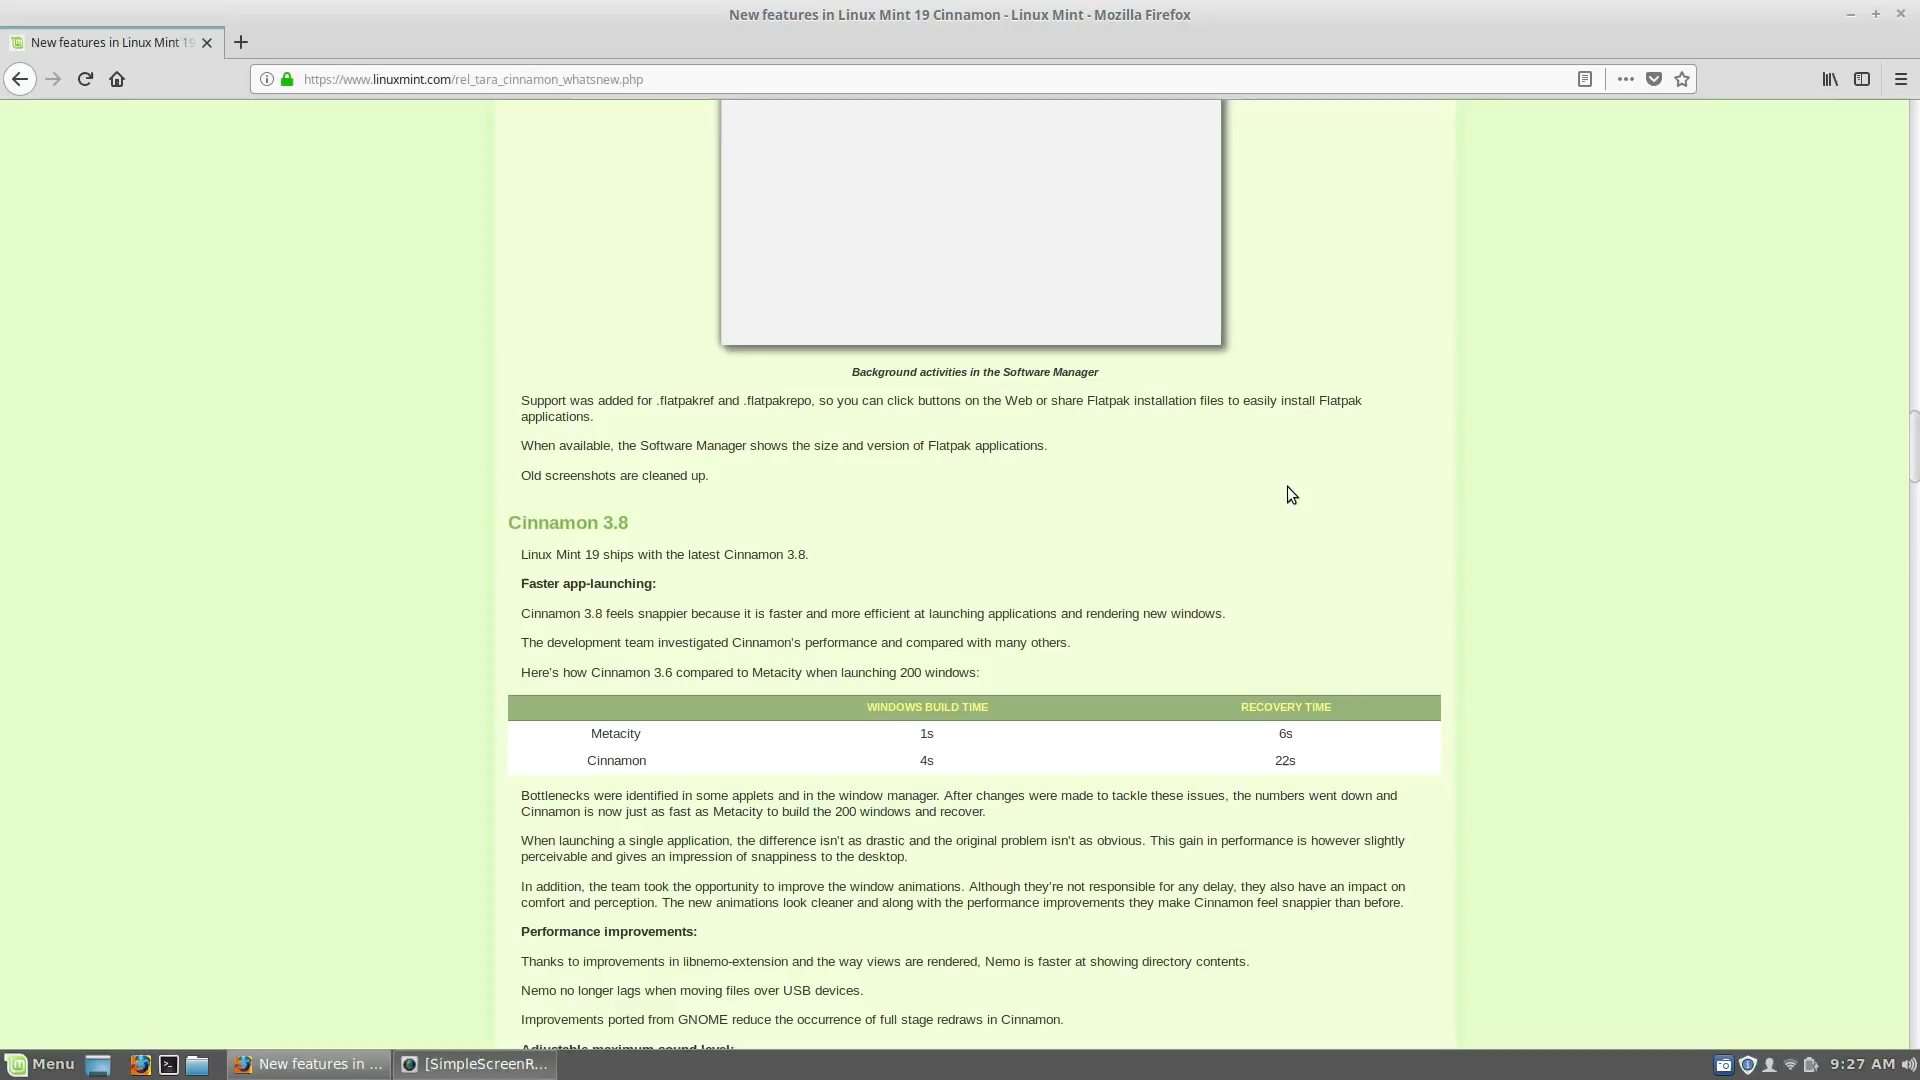 New features in Linux Mint 19 Cinnamon - Linux Mint - Mozilla Firefox
New features in Linux Mint 19
https://www.linuxmint.com/rel_tara_cinnamon_whatsnew.php
Background activities in the Software Manager
Support was added for .flatpakref and .flatpakrepo, so you can click buttons on the Web or share Flatpak installation files to easily install Flatpak
applications.
When available, the Software Manager shows the size and version of Flatpak applications.
Old screenshots are cleaned up.
Cinnamon 3.8
Linux Mint 19 ships with the latest Cinnamon 3.8.
Faster app-launching:
Cinnamon 3.8 feels snappier because it is faster and more efficient at launching applications and rendering new windows.
The development team investigated Cinnamon's performance and compared with many others.
Here's how Cinnamon 3.6 compared to Metacity when launching 200 windows:
WINDOWS BUILD TIME RECOVERY TIME
Metacity 1s 6s
Cinnamon 4s 22s
Bottlenecks were identified in some applets and in the window manager. After changes were made to tackle these issues, the numbers went down and
Cinnamon is now just as fast as Metacity to build the 200 windows and recover.
When launching a single application, the difference isn't as drastic and the original problem isn't as obvious. This gain in performance is however slightly
perceivable and gives an impression of snappiness to the desktop.
In addition, the team took the opportunity to improve the window animations. Although they're not responsible for any delay, they also have an impact on
comfort and perception. The new animations look cleaner and along with the performance improvements they make Cinnamon feel snappier than before.
Performance improvements:
Thanks to improvements in libnemo-extension and the way views are rendered, Nemo is faster at showing directory contents.
Nemo no longer lags when moving files over USB devices.
Improvements ported from GNOME reduce the occurrence of full stage redraws in Cinnamon.
Adjustable maximum sound level:
Menu New features in ... [SimpleScreenR... 9:27 AM